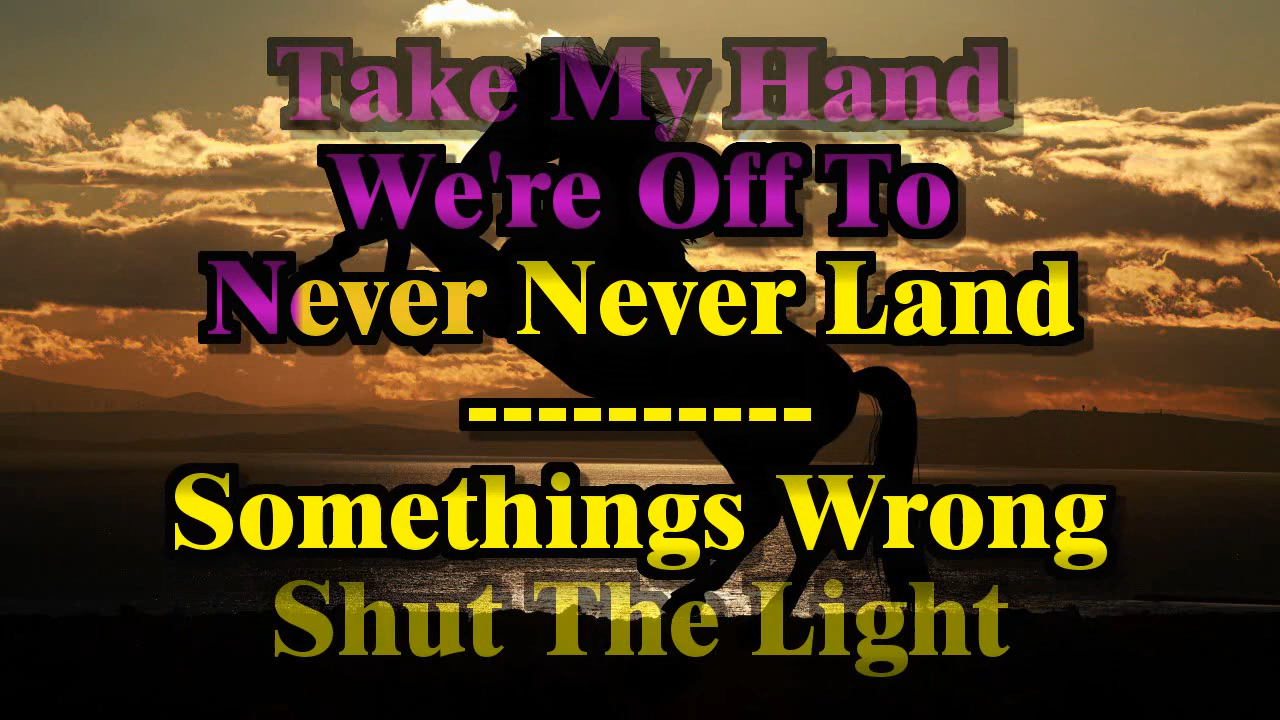 Take My Hand
We're Off To
Never Never Land
----------
Somethings Wrong
Shut The Light